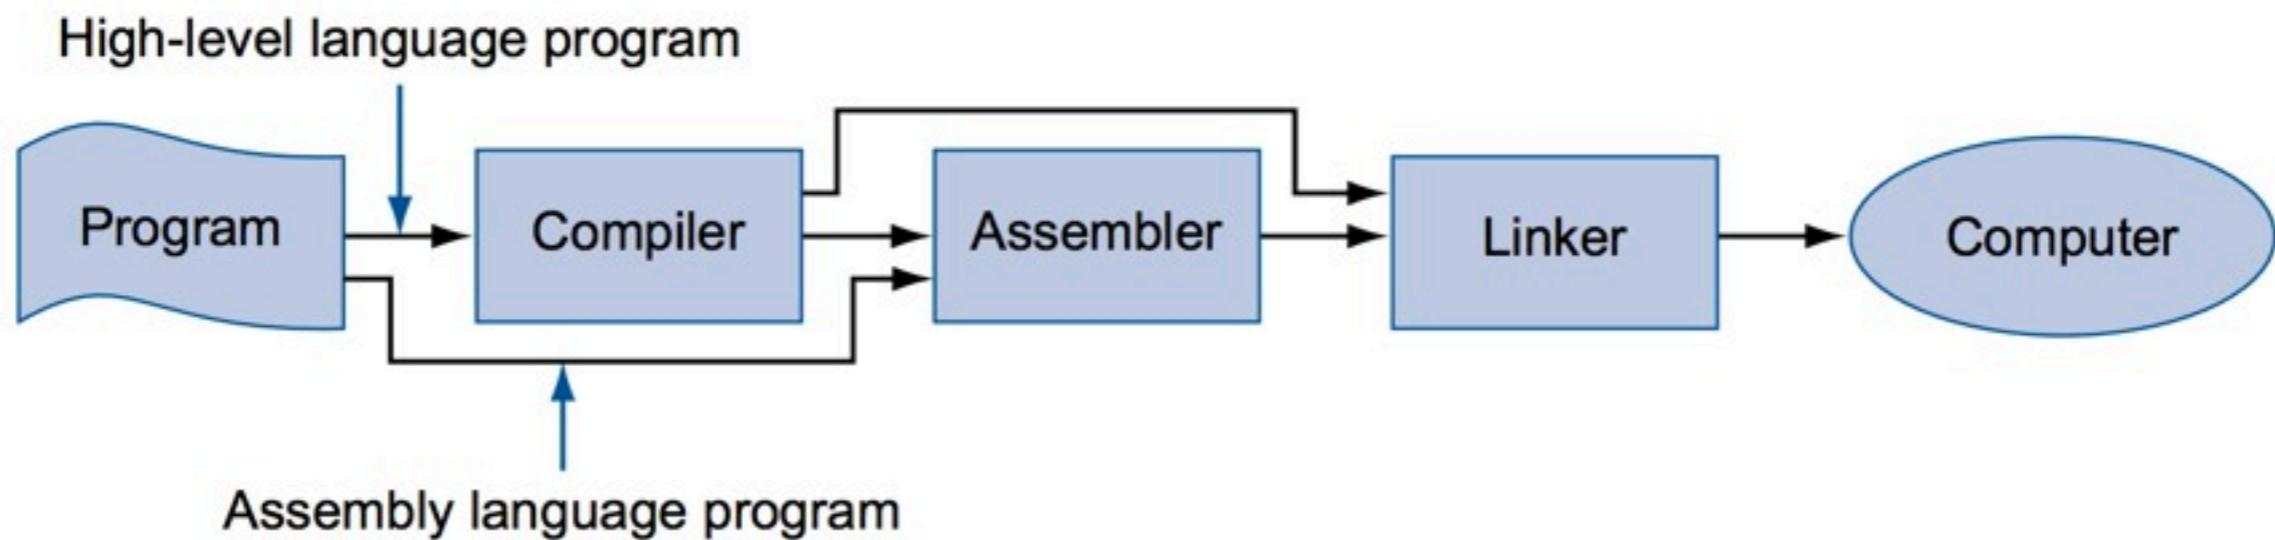 High-level language program
Program
Compiler
Assembler
Linker
Computer
Assembly language program